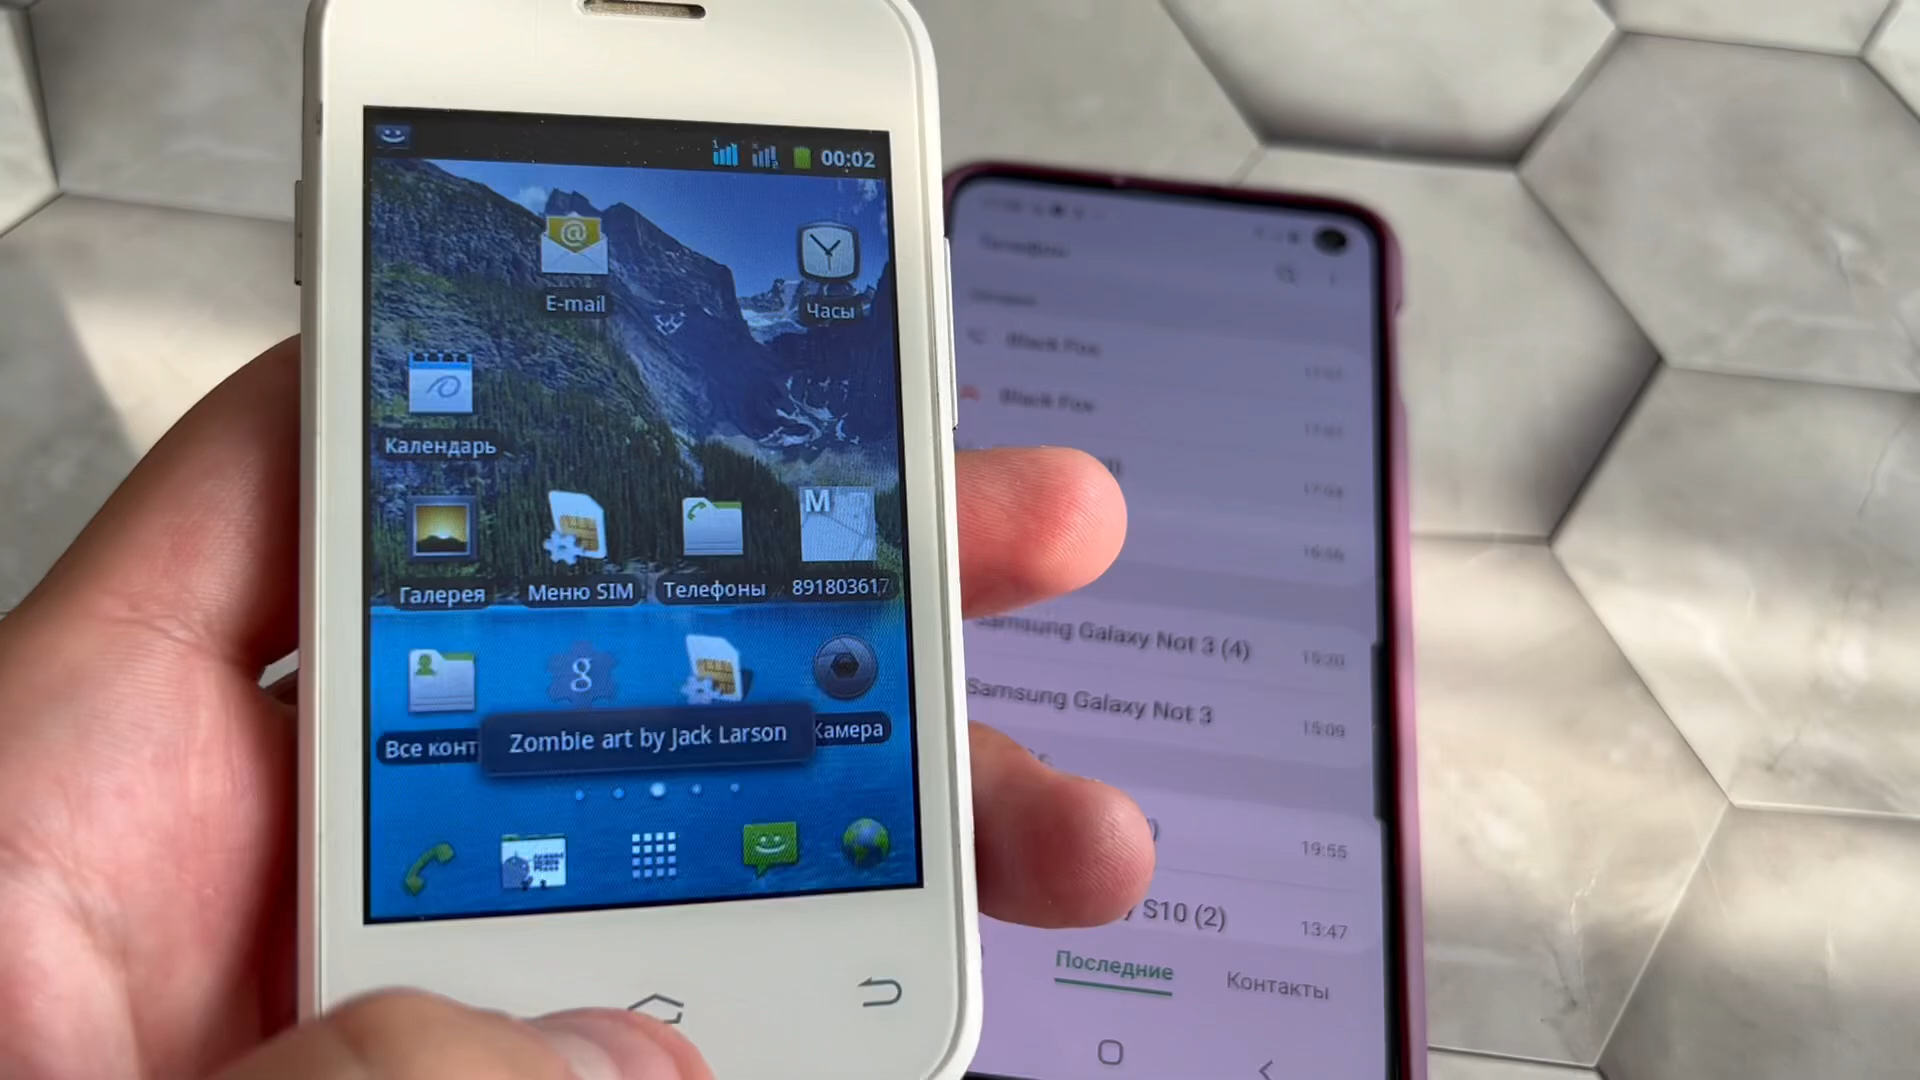 00:02
E-mail
Часы
Календарь
Галерея
Меню SIM
Телефоны
891803617
Все конт
Zombie art by Jack Larson
Камера
Black Fox
Black Fox
16:56
Samsung Galaxy Not 3 (4)
15:20
Samsung Galaxy Not 3
15:09
19:55
S10 (2)
13:47
Последние
Контакты